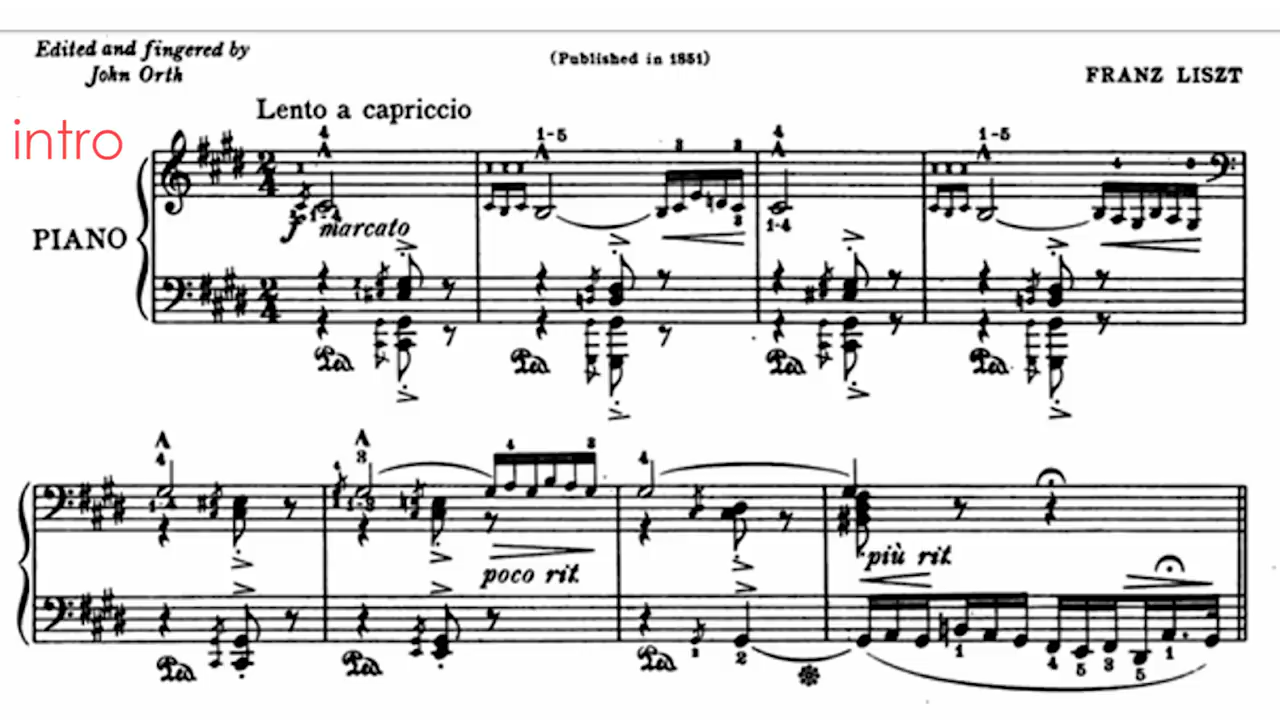 Edited and fingered by
John Orth
(Published in 1851)
FRANZ LISZT
Lento a capriccio
intro
PIANO
f marcato
poco rit.
più rit.